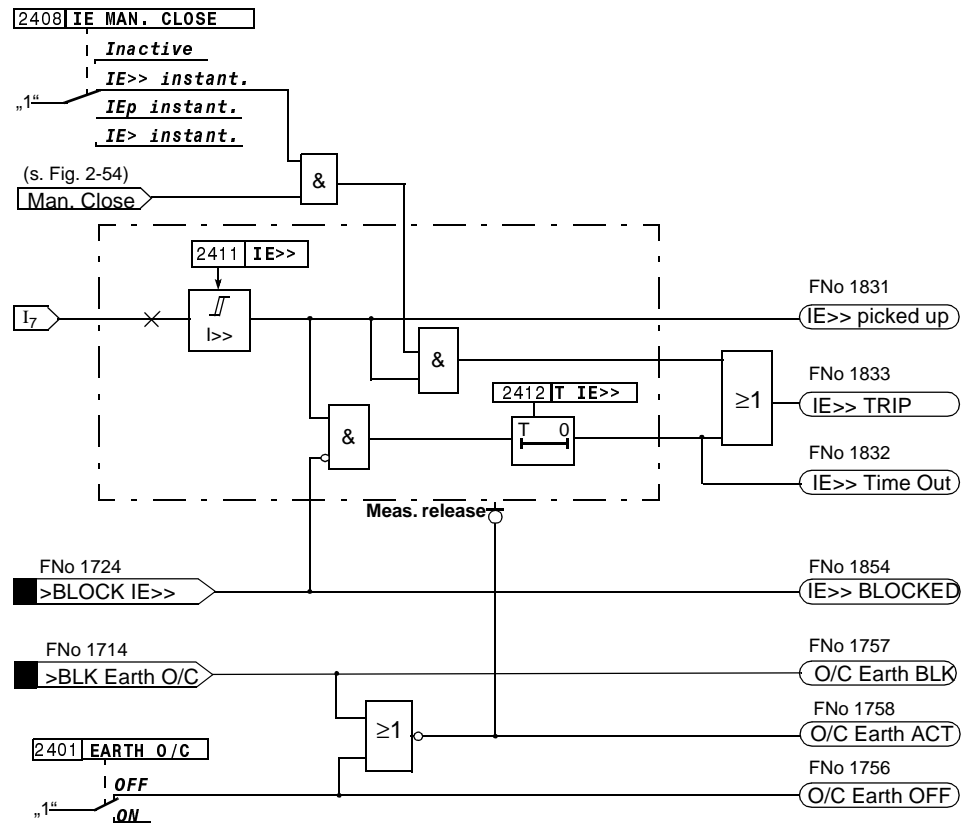 2408 IE MAN. CLOSE
Inactive
IE>> instant.
„1“
IEp instant.
IE> instant.
(s. Fig. 2-54)
Man. Close
&
2411 IE>>
I7
I>>
FNo 1831
IE>> picked up
&
FNo 1833
≥1
IE>> TRIP
2412 T IE>>
T 0
&
FNo 1832
IE>> Time Out
Meas. release
FNo 1724
>BLOCK IE>>
FNo 1854
IE>> BLOCKED
FNo 1714
>BLK Earth O/C
FNo 1757
O/C Earth BLK
≥1
FNo 1758
O/C Earth ACT
2401 EARTH O/C
OFF
„1“
ON
FNo 1756
O/C Earth OFF